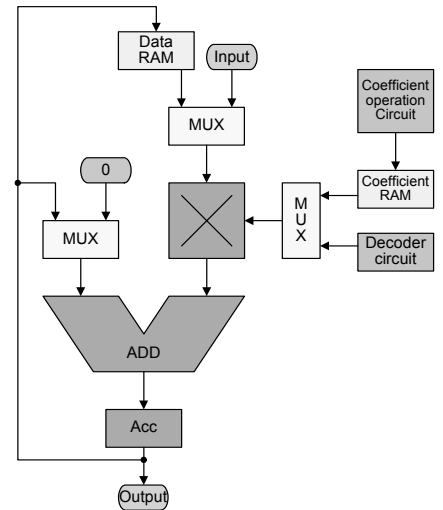 Data
RAM
Input
Coefficient
operation
Circuit
MUX
0
Coefficient
RAM
M
U
X
MUX
Decoder
circuit
ADD
Acc
Output